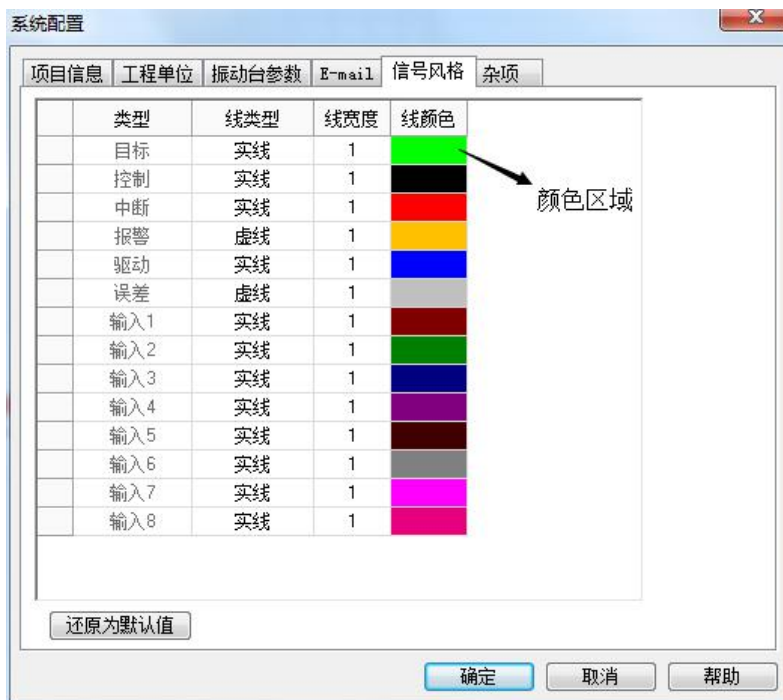 系统配置
项目信息 工程单位 振动台参数 E-mail 信号风格 杂项
类型 线类型 线宽度 线颜色
目标 实线 1
控制 实线 1
颜色区域
中断 实线 1
报警 虚线 1
驱动 实线 1
误差 虚线 1
输入1 实线 1
输入2 实线 1
输入3 实线 1
输入4 实线 1
输入5 实线 1
输入6 实线 1
输入7 实线 1
输入8 实线 1
还原为默认值
确定 取消 帮助